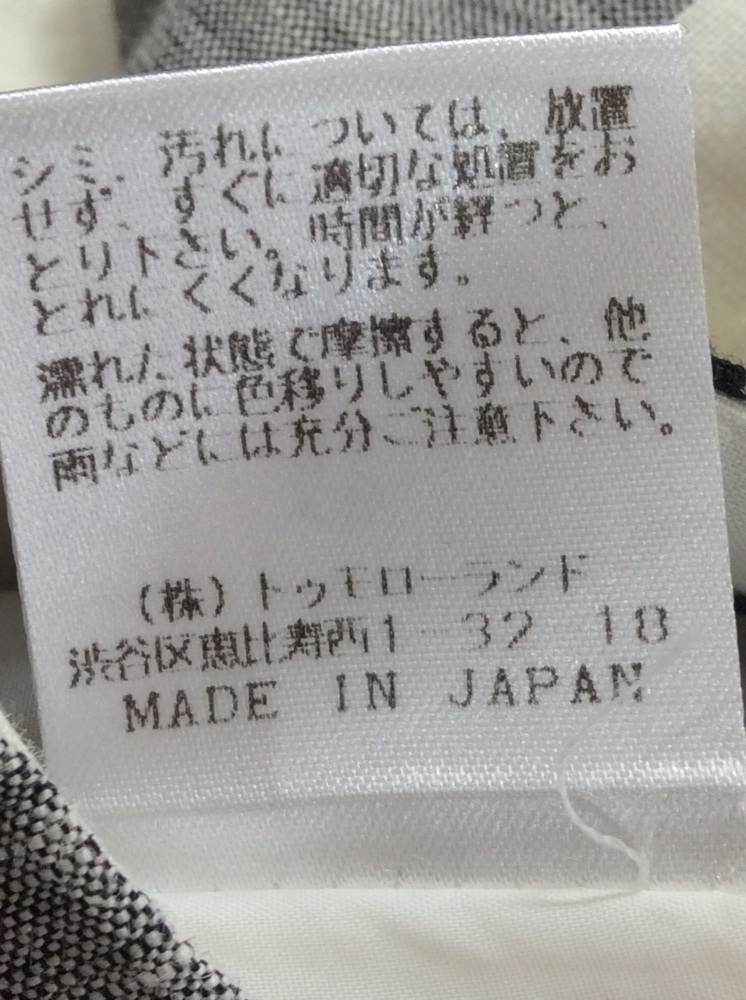 シミ、汚れについては、放置
せず、すぐに適切な処置をお
とり下さい。時間が経つと、
とれにくくなります。
濡れた状態で摩擦すると、他
のものに色移りしやすいので
雨などには充分ご注意下さい。
(株)トゥモローランド
渋谷区恵比寿西1-32-18
MADE IN JAPAN